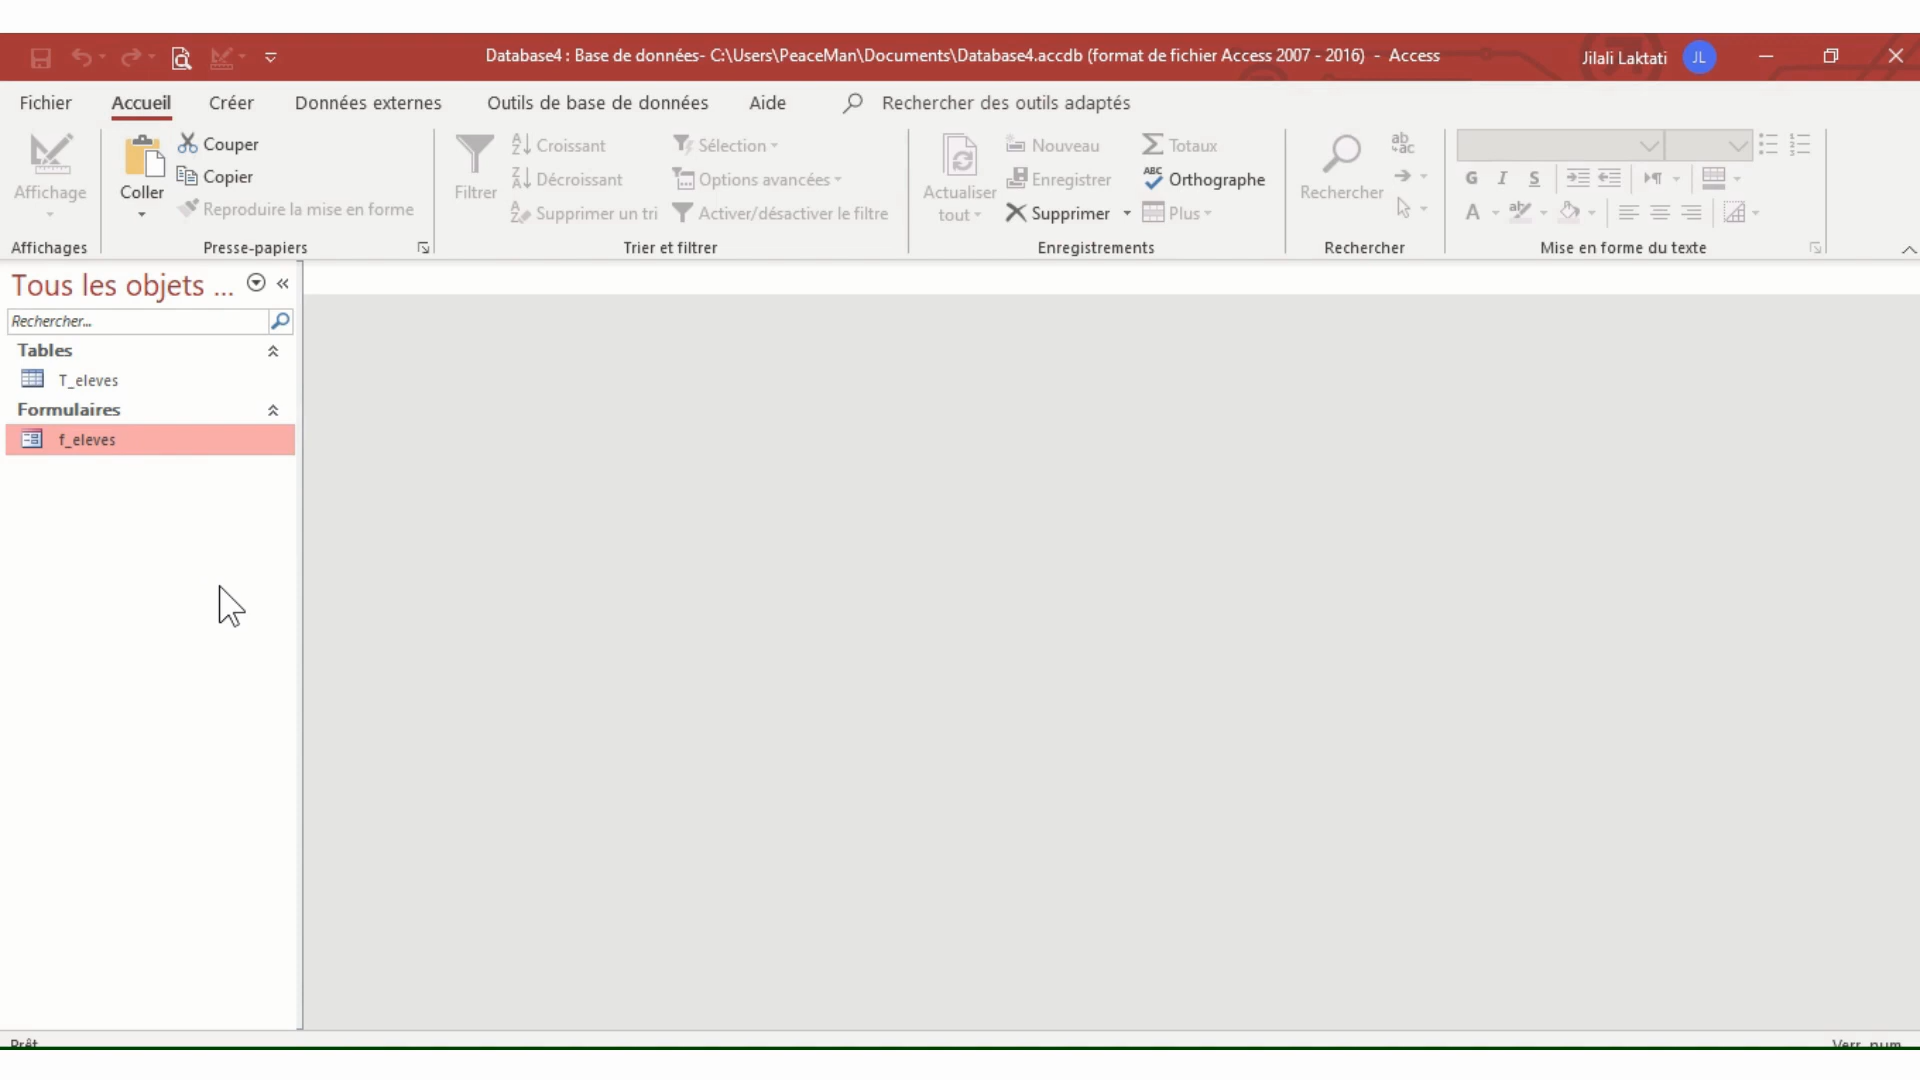 Database4 : Base de données- C:\Users\PeaceMan\Documents\Database4.accdb (format de fichier Access 2007 - 2016) - Access
Jilali Laktati JL
Fichier Accueil Créer Données externes Outils de base de données Aide Rechercher des outils adaptés
Affichage
Affichages
Coller
Couper
Copier
Reproduire la mise en forme
Presse-papiers
Filtrer
Croissant
Décroissant
Supprimer un tri
Sélection
Options avancées
Activer/désactiver le filtre
Trier et filtrer
Actualiser
tout
Nouveau
Enregistrer
Supprimer
Totaux
Orthographe
Plus
Enregistrements
Rechercher
Rechercher
G I S
A
Mise en forme du texte
Tous les objets ...
Rechercher...
Tables
T_eleves
Formulaires
f_eleves
Prêt
Verr. num.